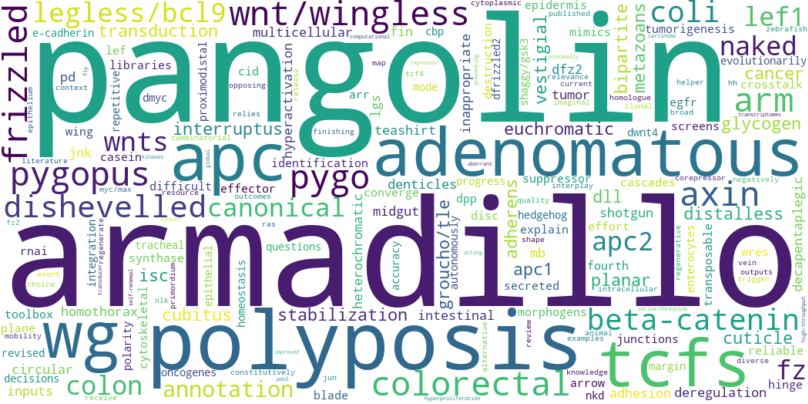 legless/bcl9
wnt/wingless
cytoplasmic
published
zebrafish
computational
carcinoma
coli
lef1
e-cadherin
transduction
multicellular
fin
cbp
epidermis
mimics
tumorigenesis
metazoans
naked
evolutionarily
cancer
crosstalk
arm
glycogen
screens
egfr
tumor
bipartite
vestigial
dfz2
relevance
current
imaginal
homologue
clonal
broad
helper
hh
dwnt4
shaggy/gsk3
destruction
inappropriate
frizzled
epithelium
pangolin
lef
libraries
pd
context
repetitive
dmyc
wing
proximodistal
cid
opposing
relies
hyperactivation
release
map
tcf4
mode
dfrizzled2
arr
lgs
repressor
wnts
casein
jnk
literature
kinases
combinatorial
interruptus
teashirt
euchromatic
finishing
apc
adenomatous
identification
pygopus
pygo
difficult
effector
resource
myc/max
outcomes
global
denticles
converge
progress
suppressor
cascades
interplay
aberrant
corepressor
negatively
transcriptomes
dishevelled
canonical
midgut
dpp
disc
quality
hedgehog
explain
shape
mb
dll
shotgun
effort
axin
distalless
decapentaplegic
armadillo
rnai
tracheal
synthase
integration
event
choice
transducer
regenerate
self-renewal
nlk
isc
epithelial
homeostasis
primordium
ras
questions
heterochromatic
accuracy
groucho/tle
autonomously
adherens
apc1
secreted
acting
apc2
fourth
planar
intracellular
regenerative
enterocytes
transposable
wres
vein
outputs
trigger
high-throughput
wg
polyposis
toolbox
homothorax
plane
mobility
revised
circular
decisions
inputs
receive
polarity
cytoskeletal
cubitus
oncogenes
constitutively
improved
pool
stabilization
intestinal
jun
blade
review
knowledge
arrow
nkd
morphogens
alternative
examples
animal
serine/threonine
beta-catenin
tcfs
cuticle
junctions
margin
reliable
diverse
fz
hinge
adhesion
deregulation
colon
annotation
colorectal
hyperproliferation
fz2